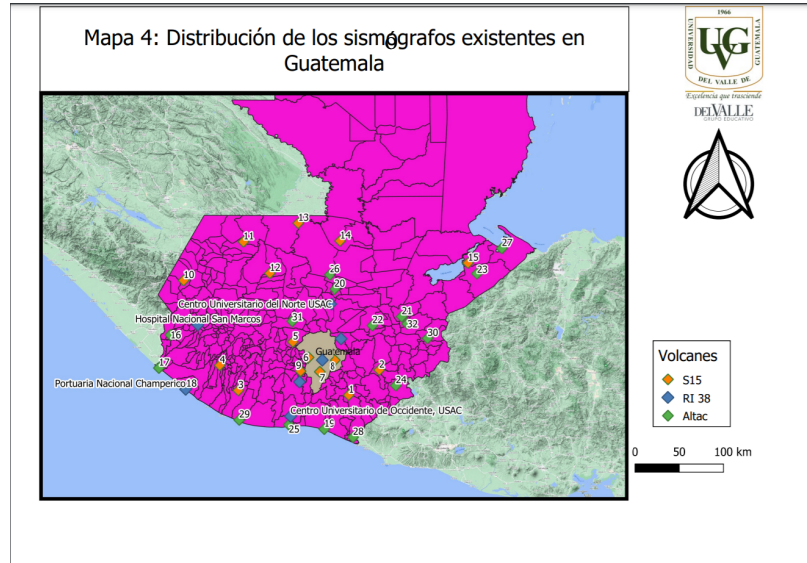 Mapa 4: Distribución de los sismógrafos existentes en
Guatemala
1966
UNIVERSIDAD
UVG
GUATEMALA
DEL VALLE DE
Excelencia que trasciende
DELVALLE
GRUPO EDUCATIVO
13
11
14
27
15
23
12
26
10
20
Centro Universitario del Norte USAC
Hospital Nacional San Marcos
31
21
22
32
16
30
5
Guatemala
6
8
17
4
9
7
2
Portuaria Nacional Champerico
18
24
3
1
Centro Universitario de Occidente, USAC
29
25
19
28
Volcanes
S15
RI 38
Altac
0 50 100 km